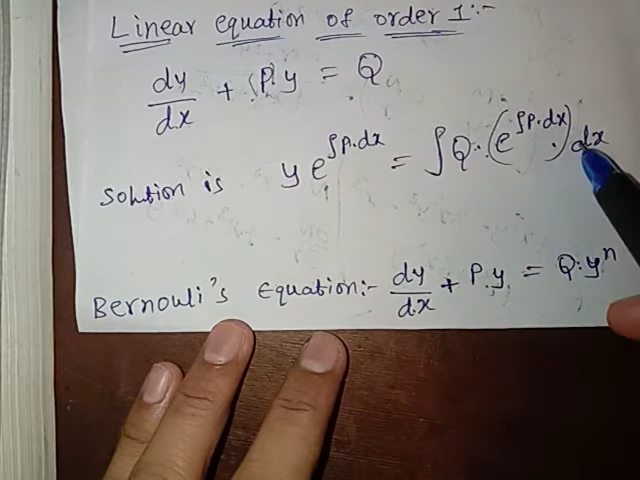 Linear equation of order 1:-
dy/dx + P.y = Q
Solution is y e^∫P.dx = ∫Q.(e^∫P.dx).dx
Bernouli's Equation:- dy/dx + P.y = Q.y^n